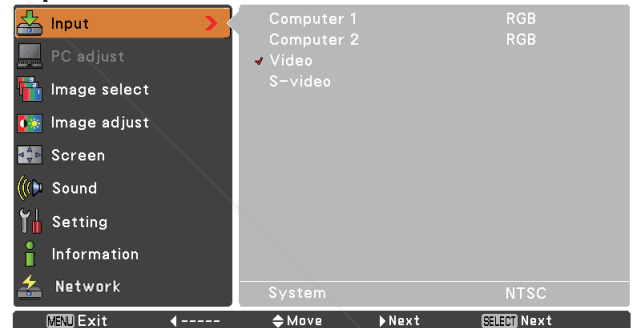 Input
PC adjust
Image select
Image adjust
Screen
Sound
Setting
Information
Network
Computer 1 RGB
Computer 2 RGB
Video
S-video
System NTSC
MENU Exit ----- Move Next SELECT Next